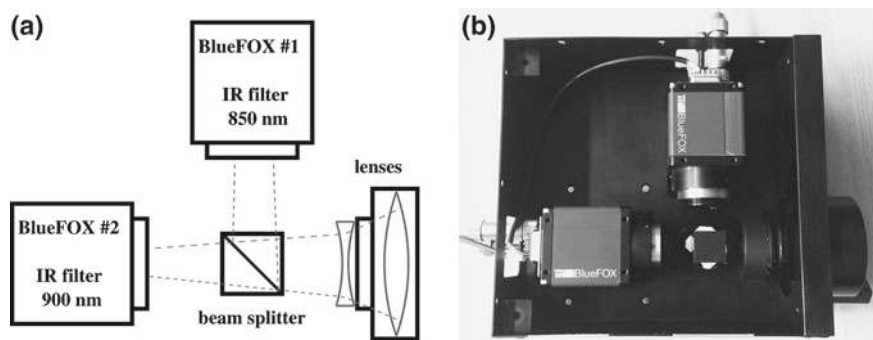 (a)
BlueFOX #1
IR filter
850 nm
lenses
BlueFOX #2
IR filter
900 nm
beam splitter
(b)
BlueFOX
BlueFOX